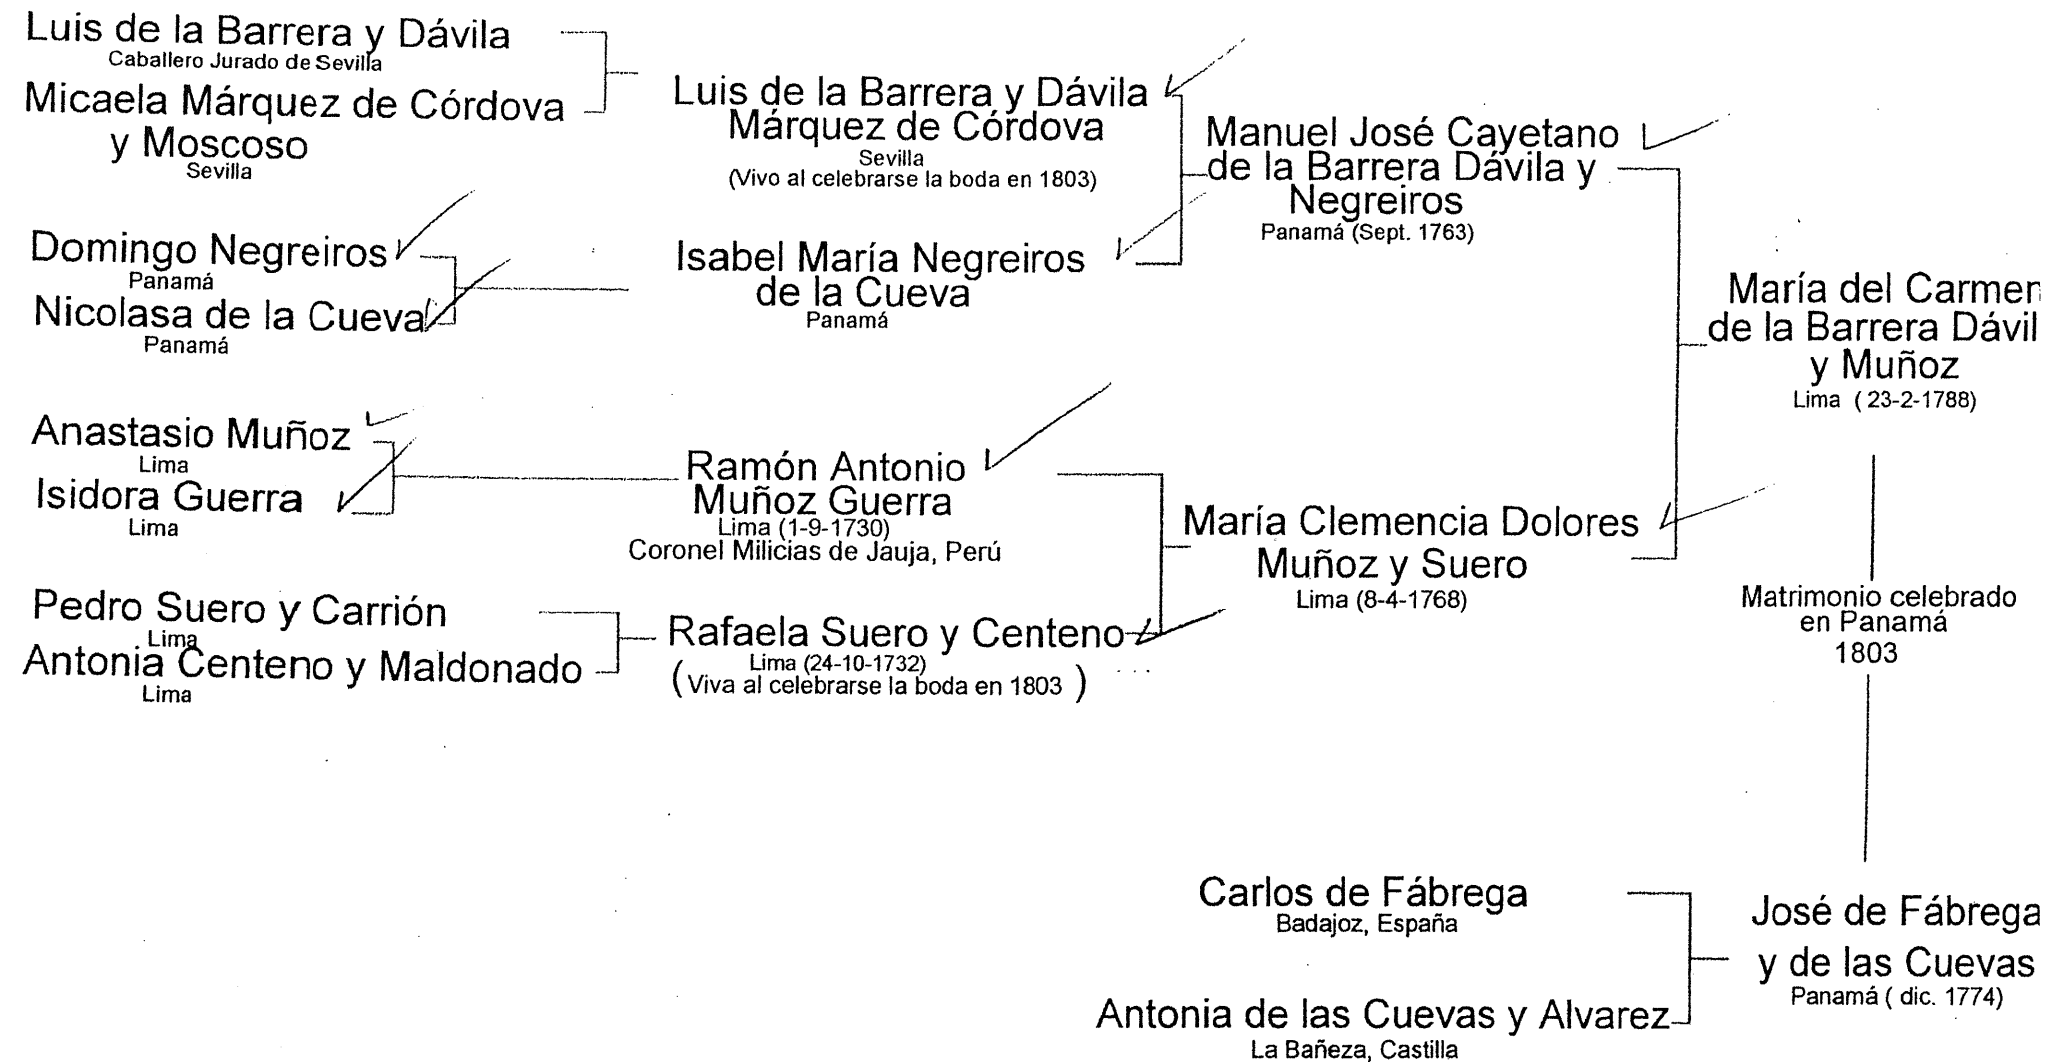 Luis de la Barrera y Dávila
Caballero Jurado de Sevilla
Micaela Márquez de Córdova
y Moscoso
Sevilla
Domingo Negreiros
Panamá
Nicolasa de la Cueva
Panamá
Anastasio Muñoz
Lima
Isidora Guerra
Lima
Pedro Suero y Carrión
Lima
Antonia Centeno y Maldonado
Lima
Luis de la Barrera y Dávila
Márquez de Córdova
Sevilla
(Vivo al celebrarse la boda en 1803)
Isabel María Negreiros
de la Cueva
Panamá
Ramón Antonio
Muñoz Guerra
Lima (1-9-1730)
Coronel Milicias de Jauja, Perú
Rafaela Suero y Centeno
Lima (24-10-1732)
(Viva al celebrarse la boda en 1803 )
Manuel José Cayetano
de la Barrera Dávila y
Negreiros
Panamá (Sept. 1763)
María Clemencia Dolores
Muñoz y Suero
Lima (8-4-1768)
María del Carmen
de la Barrera Dávil
y Muñoz
Lima ( 23-2-1788)
Matrimonio celebrado
en Panamá
1803
Carlos de Fábrega
Badajoz, España
Antonia de las Cuevas y Alvarez
La Bañeza, Castilla
José de Fábrega
y de las Cuevas
Panamá ( dic. 1774)